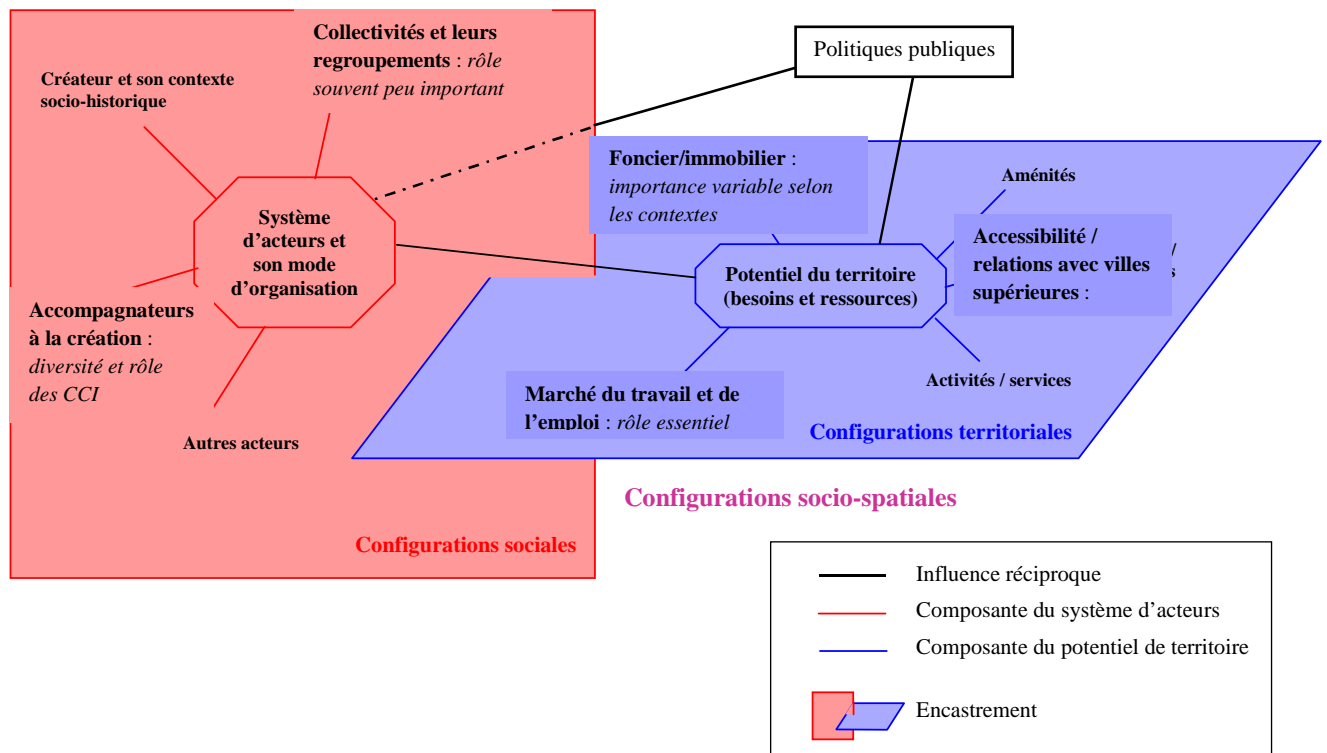 Collectivités et leurs
regroupements : rôle
souvent peu important
Créateur et son contexte
socio-historique
Politiques publiques
Foncier/immobilier :
importance variable selon
les contextes
Aménités
Système
d’acteurs et
son mode
d’organisation
Accessibilité /
relations avec villes
supérieures :
/
s
Potentiel du territoire
(besoins et ressources)
Accompagnateurs
à la création :
diversité et rôle
des CCI
Activités / services
Marché du travail et de
l’emploi : rôle essentiel
Autres acteurs
Configurations territoriales
Configurations socio-spatiales
Configurations sociales
Influence réciproque
Composante du système d’acteurs
Composante du potentiel de territoire
Encastrement